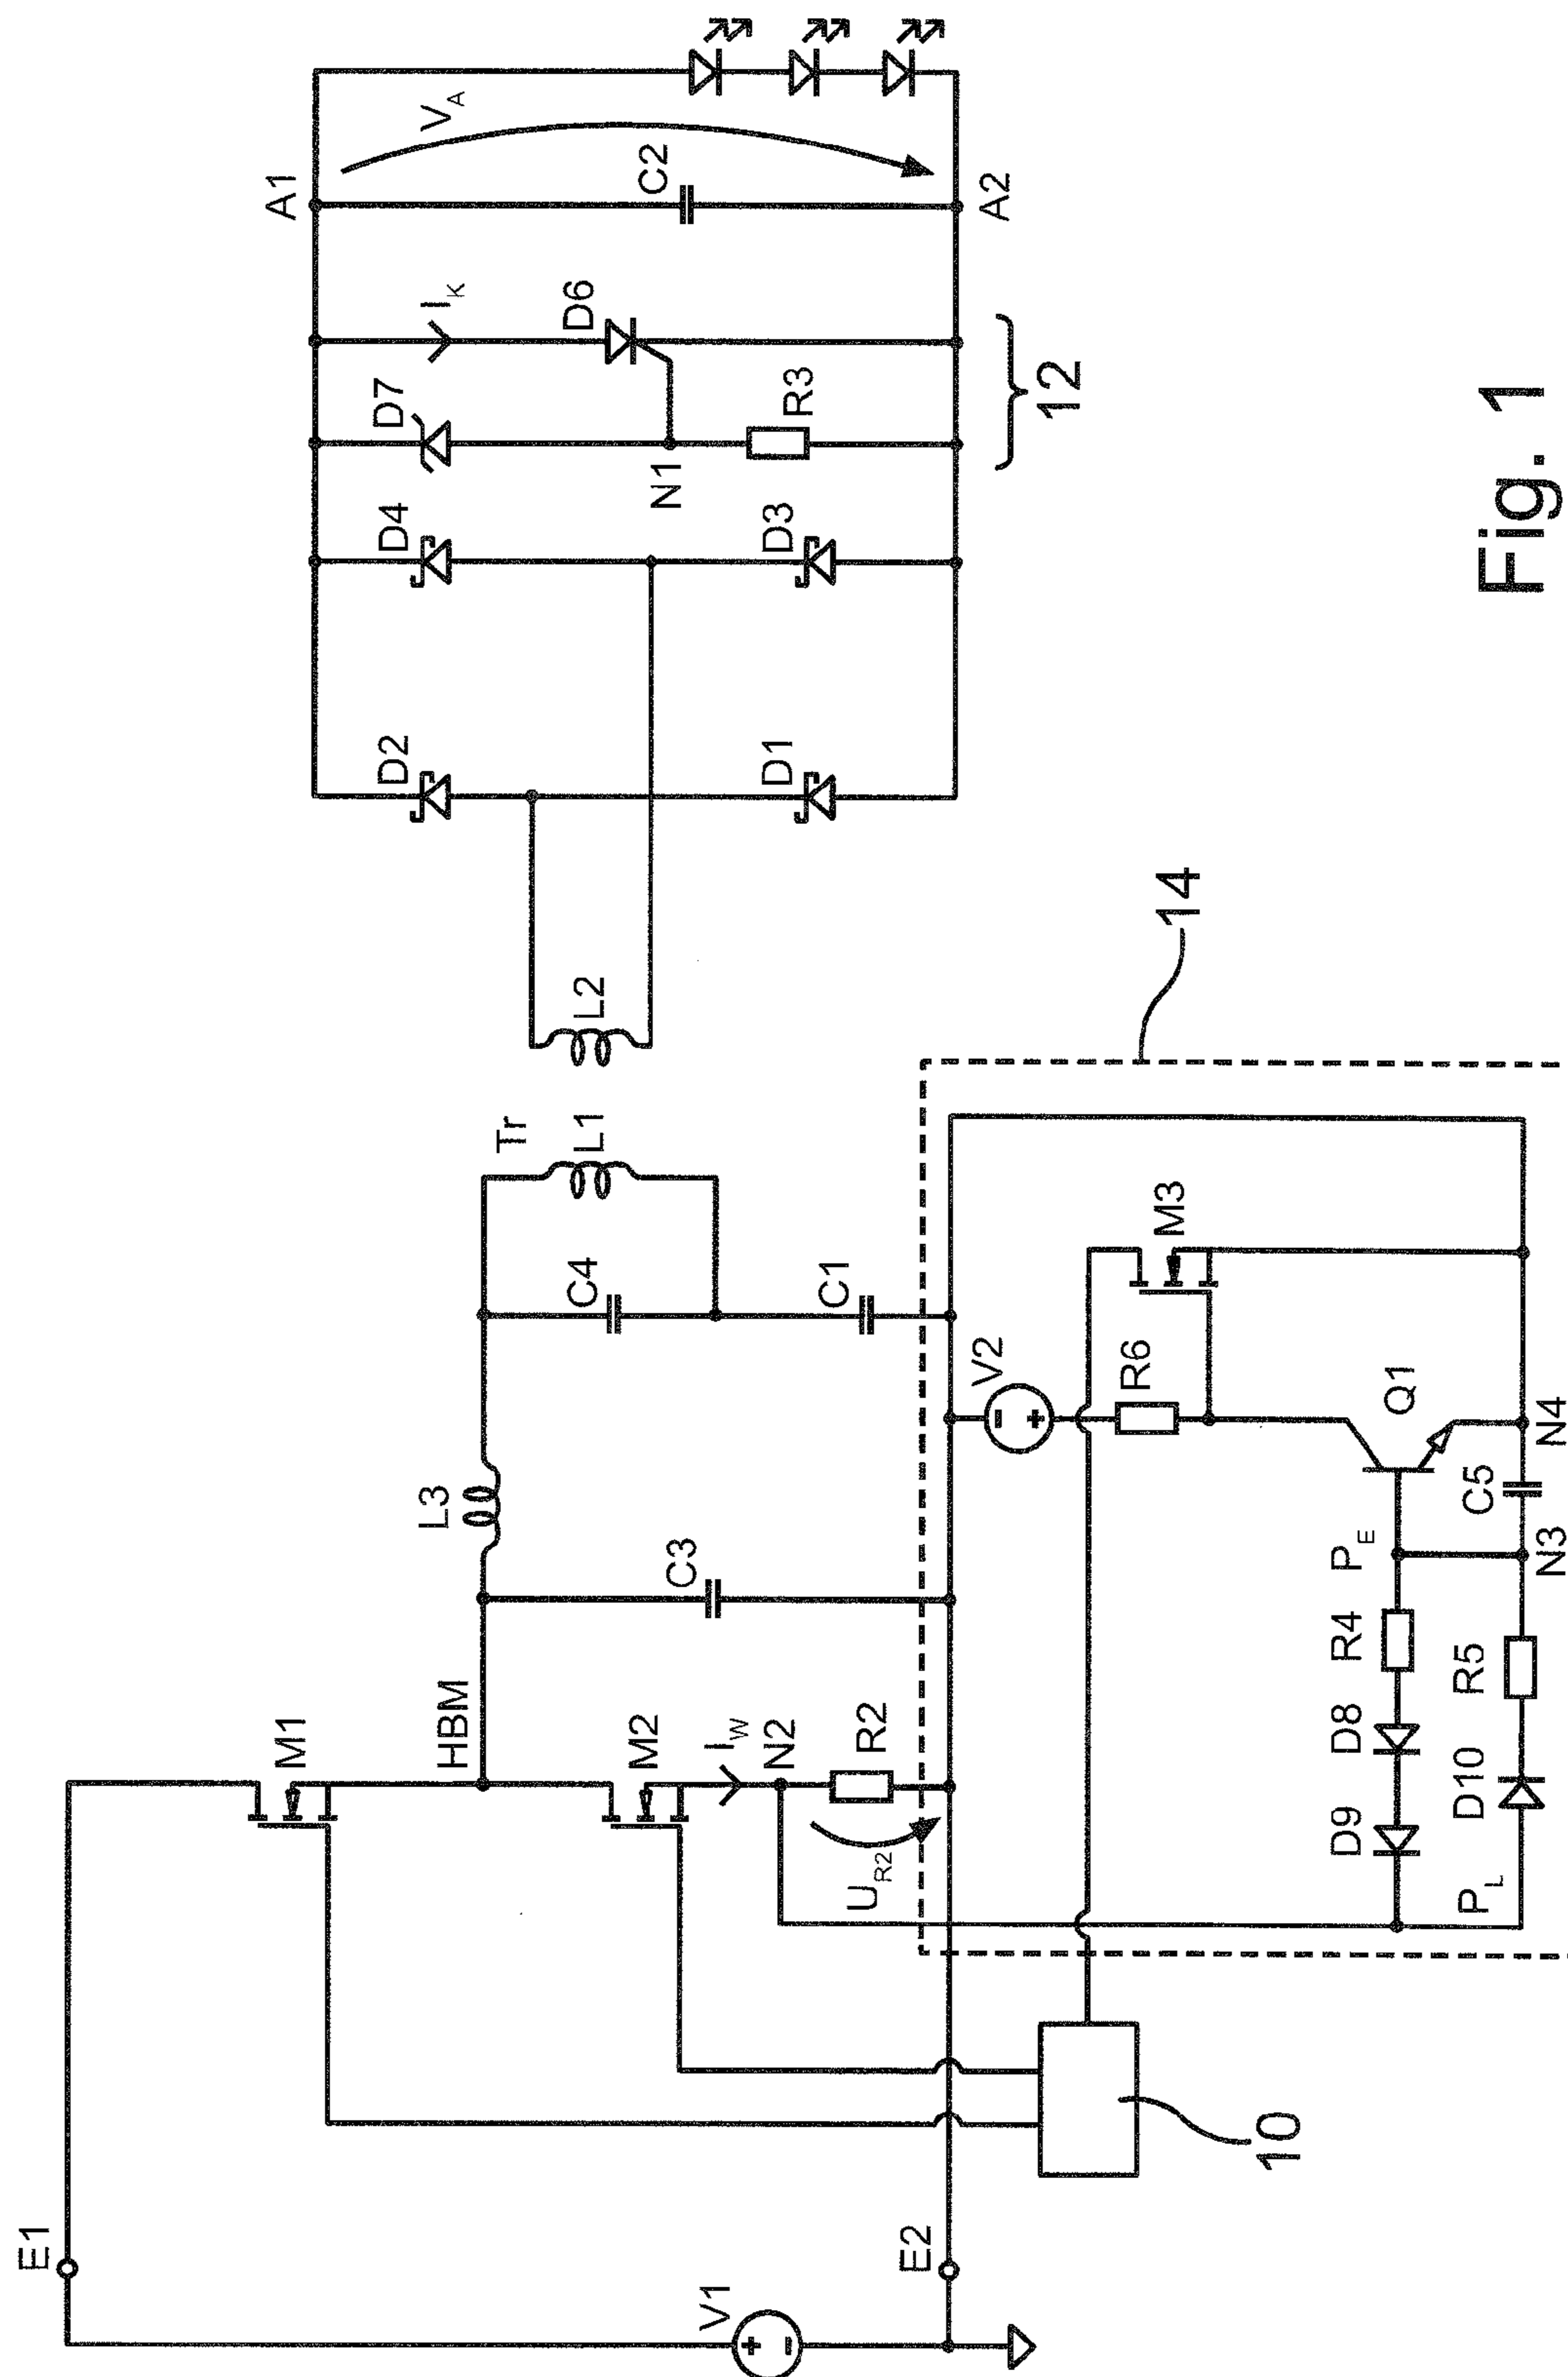 E1
V1
+
-
E2
10
M1
HBM
M2
I_W
N2
U_R2
R2
C3
L3
C4
C1
Tr
L1
L2
14
V2
-
+
R6
M3
Q1
P_E
R4
D8
D9
P_L
D10
R5
N3
C5
N4
D2
D1
D4
D3
D7
N1
R3
I_K
D6
12
A1
V_A
C2
A2
Fig. 1